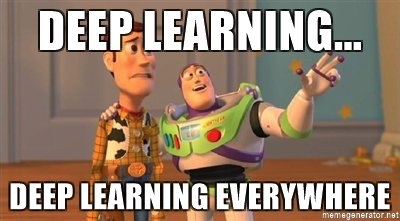 DEEP LEARNING...
DEEP LEARNING EVERYWHERE
memegenerator.net